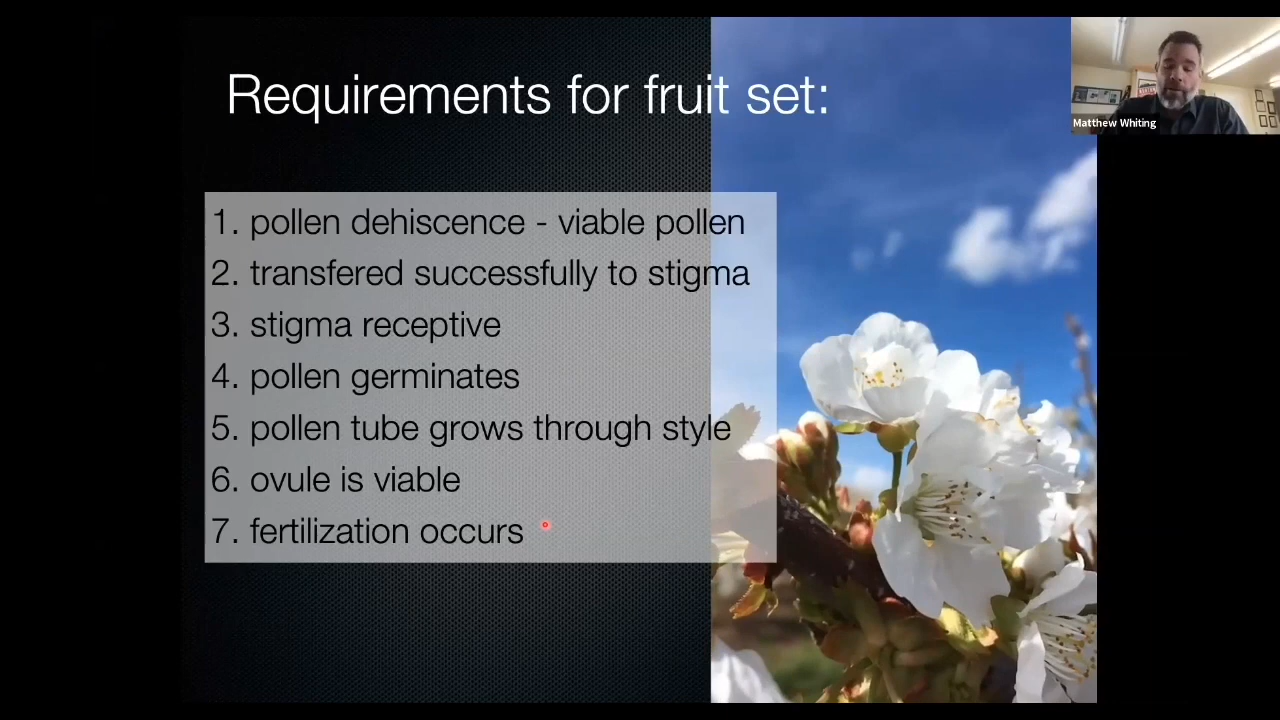 Requirements for fruit set:
Matthew Whiting
1. pollen dehiscence - viable pollen
2. transfered successfully to stigma
3. stigma receptive
4. pollen germinates
5. pollen tube grows through style
6. ovule is viable
7. fertilization occurs